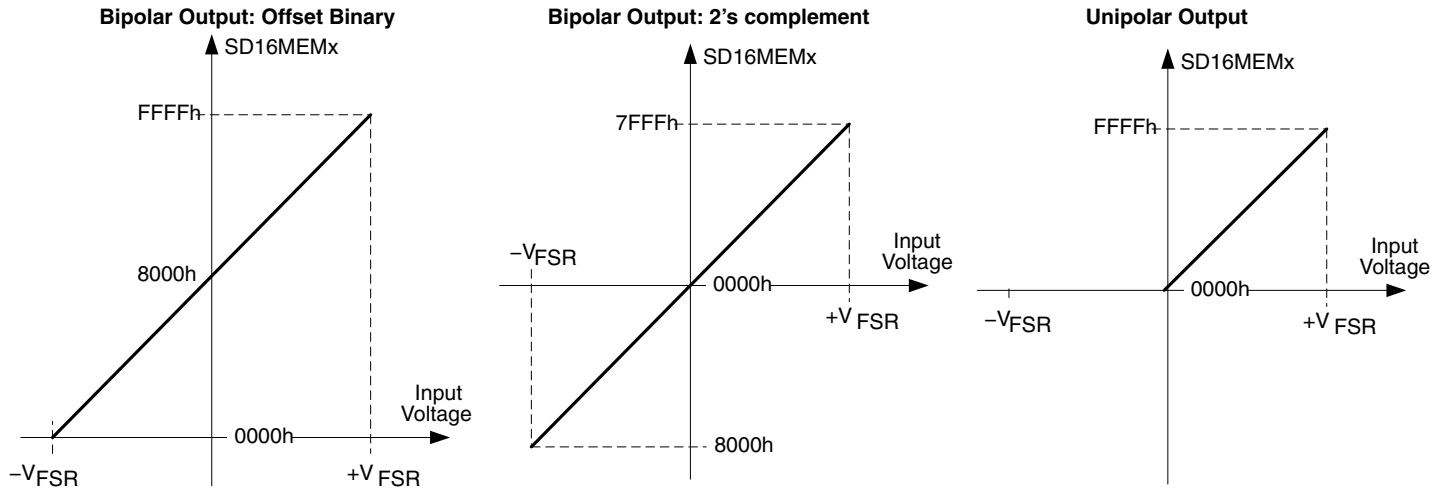 Bipolar Output: Offset Binary
SD16MEMx
FFFFh
8000h
Input
Voltage
0000h
−VFSR
+V FSR
Bipolar Output: 2’s complement
SD16MEMx
7FFFh
−VFSR
Input
Voltage
0000h
+V FSR
8000h
Unipolar Output
SD16MEMx
FFFFh
Input
Voltage
0000h
−VFSR
+V FSR